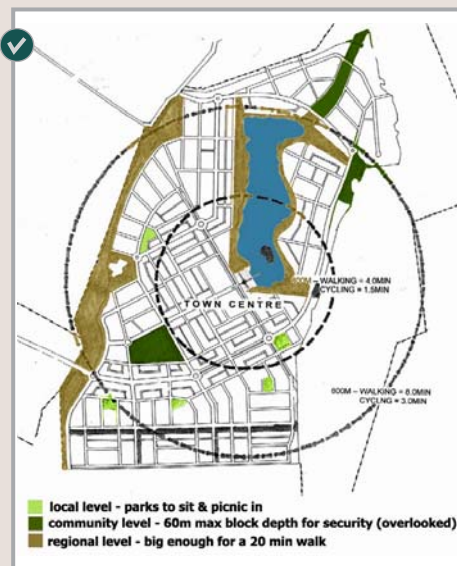 400M – WALKING = 4.0MIN
CYCLING = 1.5MIN
TOWN CENTRE
800M – WALKING = 8.0MIN
CYCLNG = 3.0MIN
local level - parks to sit & picnic in
community level - 60m max block depth for security (overlooked)
regional level - big enough for a 20 min walk